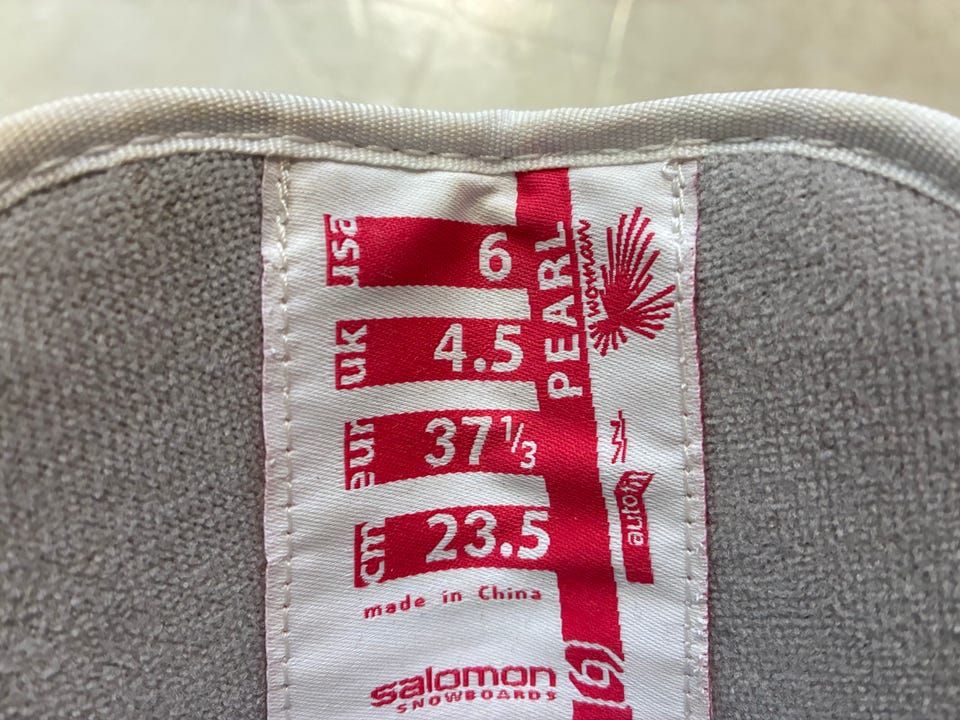 usa 6
uk 4.5
eur 37 1/3
cm 23.5
made in China
salomon
SNOWBOARDS
PEARL
woman